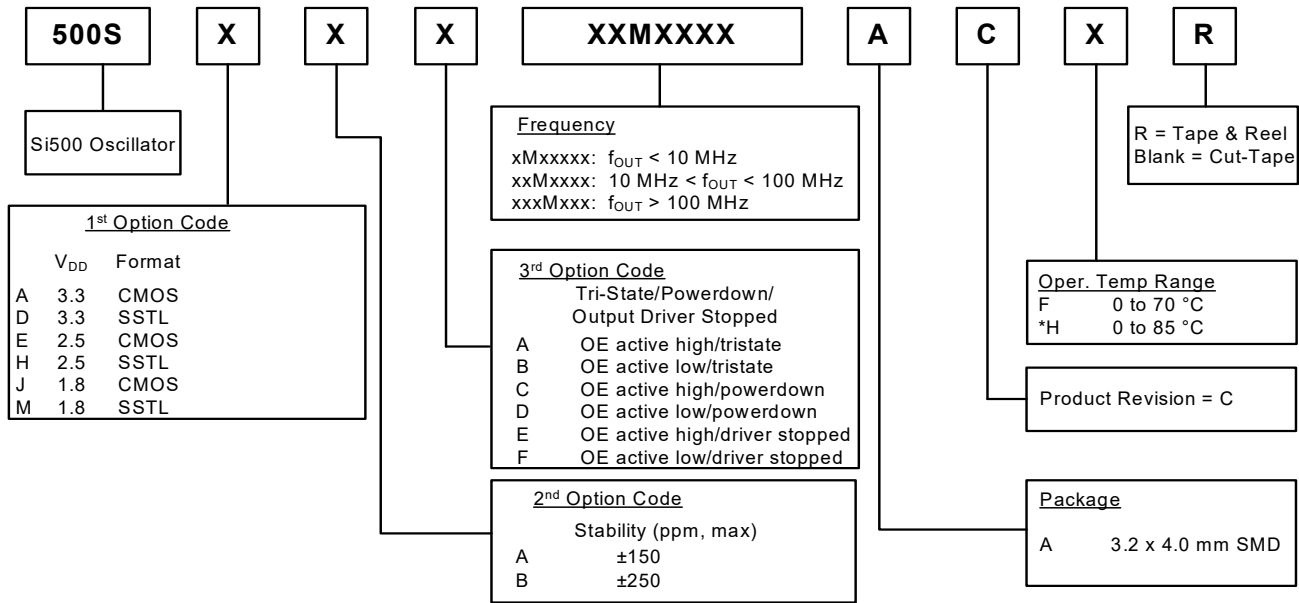 500S X X X XXMXXXX A C X R
Si500 Oscillator
1st Option Code
VDD Format
A 3.3 CMOS
D 3.3 SSTL
E 2.5 CMOS
H 2.5 SSTL
J 1.8 CMOS
M 1.8 SSTL
Frequency
xMxxxxx: fOUT < 10 MHz
xxMxxxx: 10 MHz < fOUT < 100 MHz
xxxMxxx: fOUT > 100 MHz
3rd Option Code
Tri-State/Powerdown/
Output Driver Stopped
A OE active high/tristate
B OE active low/tristate
C OE active high/powerdown
D OE active low/powerdown
E OE active high/driver stopped
F OE active low/driver stopped
2nd Option Code
Stability (ppm, max)
A ±150
B ±250
R = Tape & Reel
Blank = Cut-Tape
Oper. Temp Range
F 0 to 70 °C
*H 0 to 85 °C
Product Revision = C
Package
A 3.2 x 4.0 mm SMD